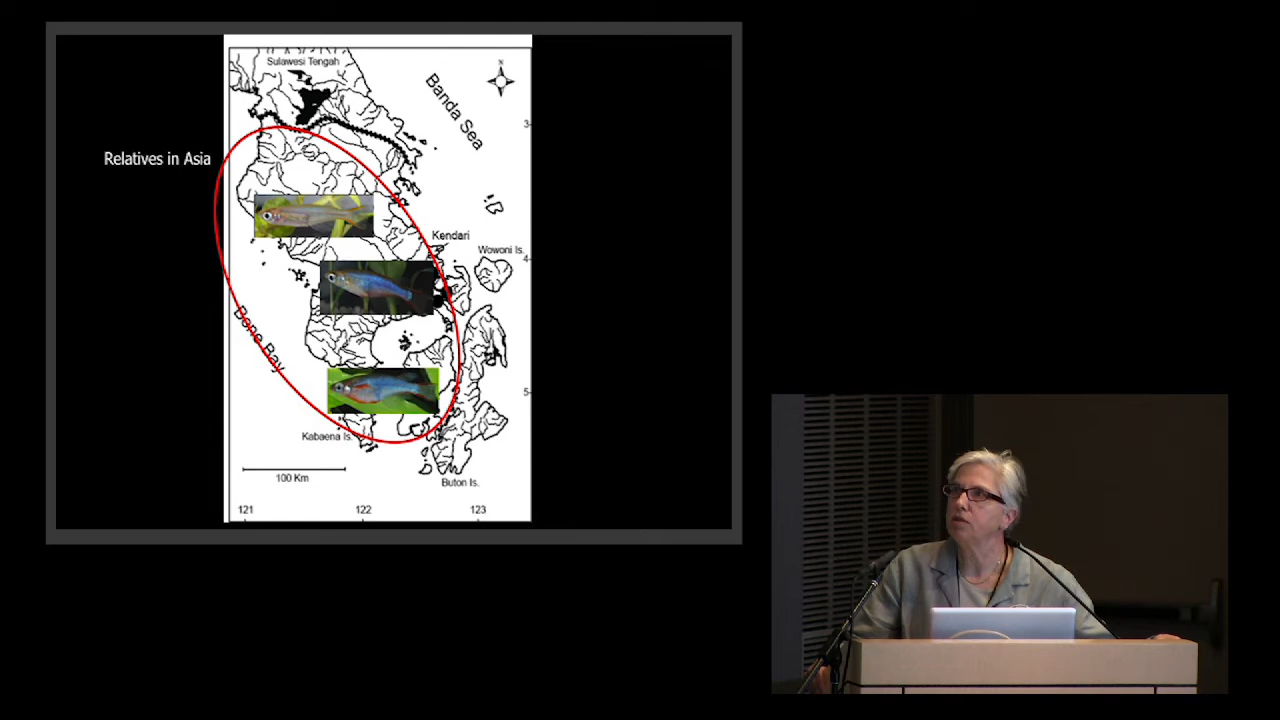 Relatives in Asia
Sulawesi Tengah
N
Banda Sea
3
Kendari
Wowoni Is.
4
Bone Bay
5
Kabaena Is.
100 Km
Buton Is.
121
122
123